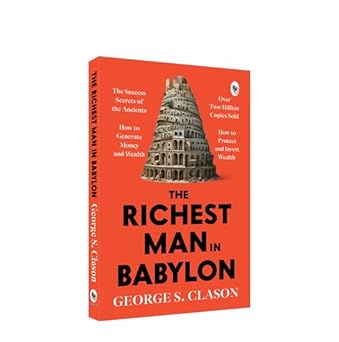 THE RICHEST MAN IN BABYLON
George S. Clason
The Success
Secrets of the
Ancients
How to
Generate
Money and
Wealth
Over
Two Million
Copies Sold
How to
Protect
and Invest
Wealth
THE
RICHEST
MAN IN
BABYLON
GEORGE S. CLASON